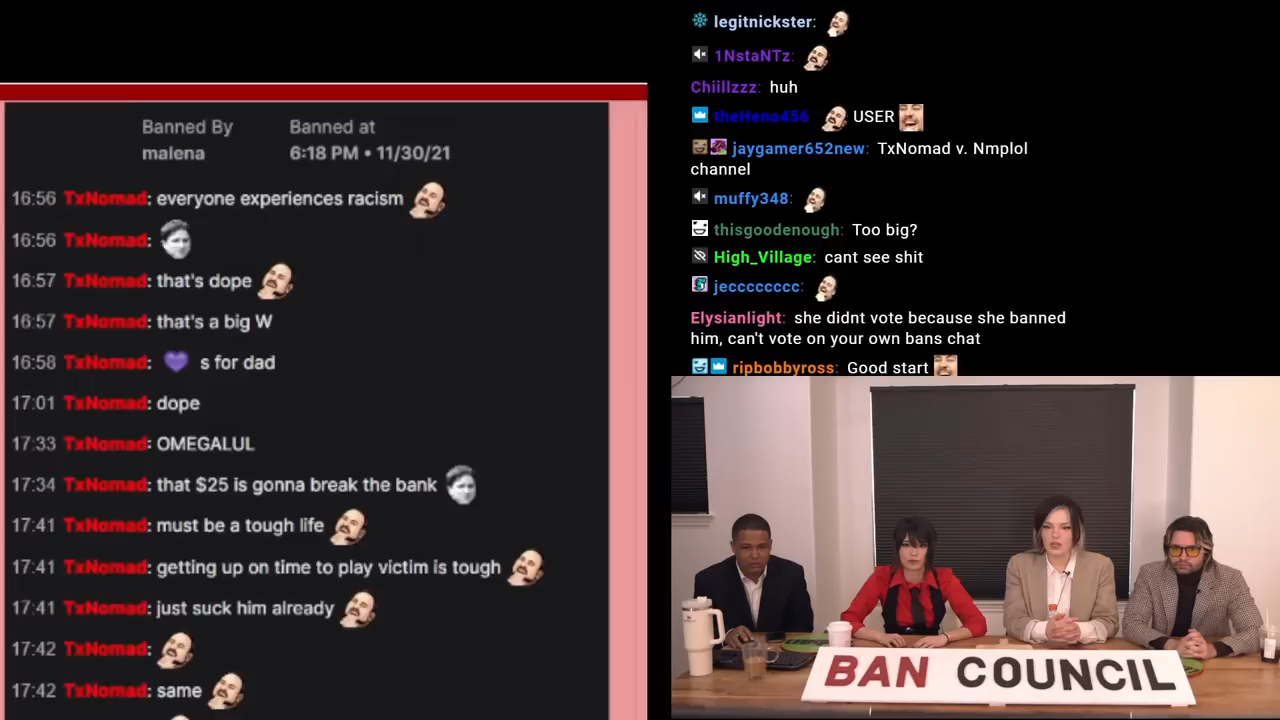 Banned By
malena
Banned at
6:18 PM • 11/30/21
16:56 TxNomad: everyone experiences racism
16:56 TxNomad:
16:57 TxNomad: that's dope
16:57 TxNomad: that's a big W
16:58 TxNomad: s for dad
17:01 TxNomad: dope
17:33 TxNomad: OMEGALUL
17:34 TxNomad: that $25 is gonna break the bank
17:41 TxNomad: must be a tough life
17:41 TxNomad: getting up on time to play victim is tough
17:41 TxNomad: just suck him already
17:42 TxNomad:
17:42 TxNomad: same
legitnickster:
1NstaNTz:
Chiillzzz: huh
theHeno456 USER
jaygamer652new: TxNomad v. Nmplol
channel
muffy348:
thisgoodenough: Too big?
High_Village: cant see shit
jecccccccc:
Elysianlight: she didnt vote because she banned
him, can't vote on your own bans chat
ripbobbyross: Good start
BAN COUNCIL